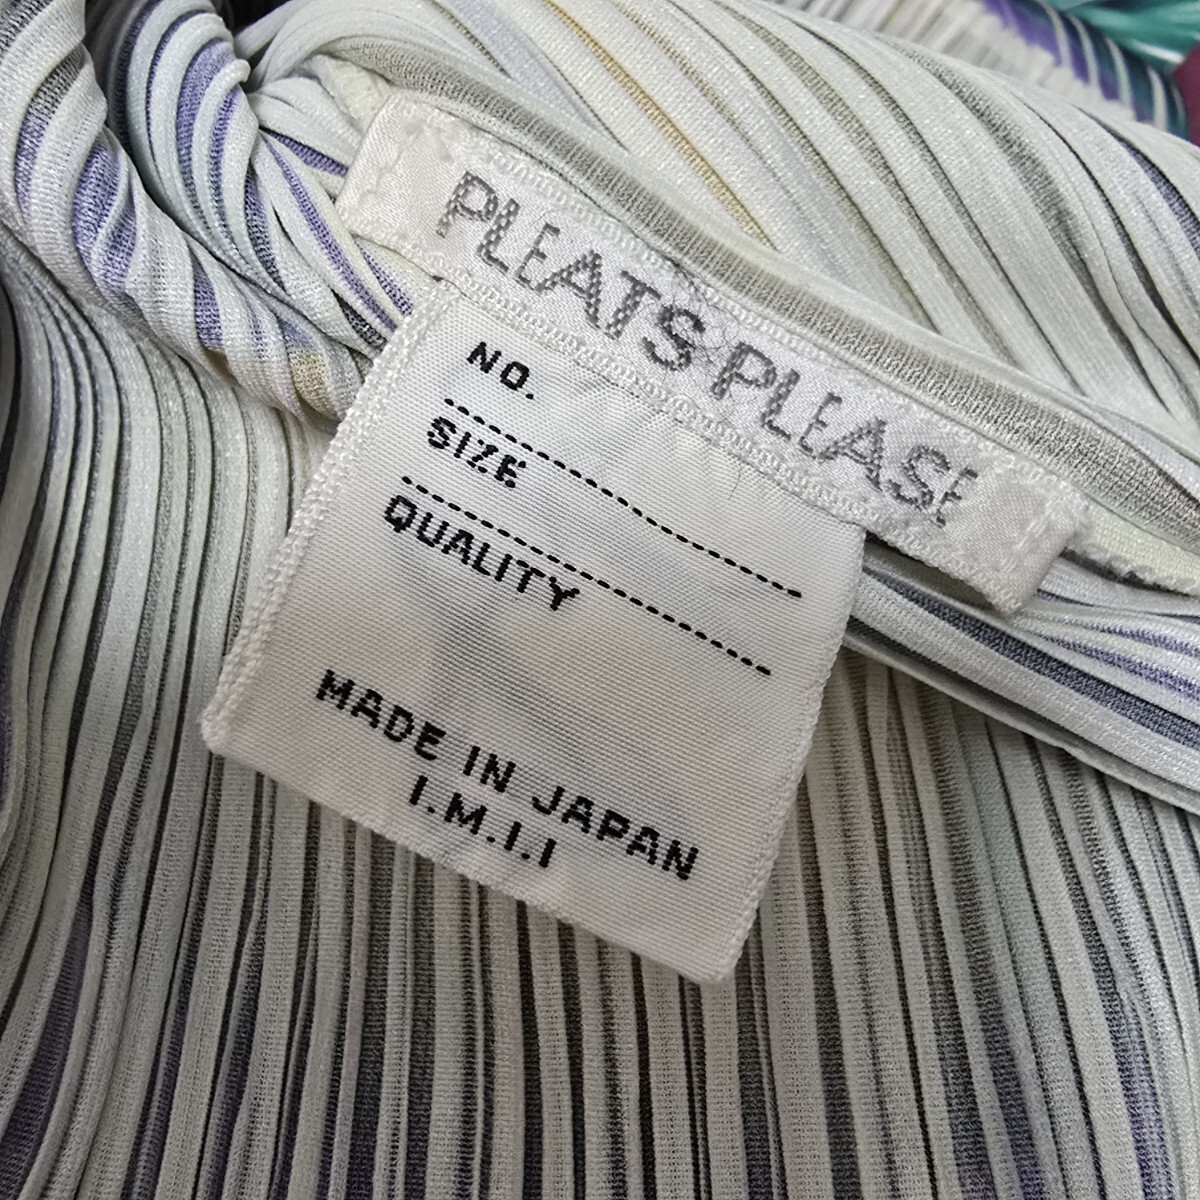 PLEATS PLEASE
NO.
SIZE
QUALITY
MADE IN JAPAN
I.M.I.I